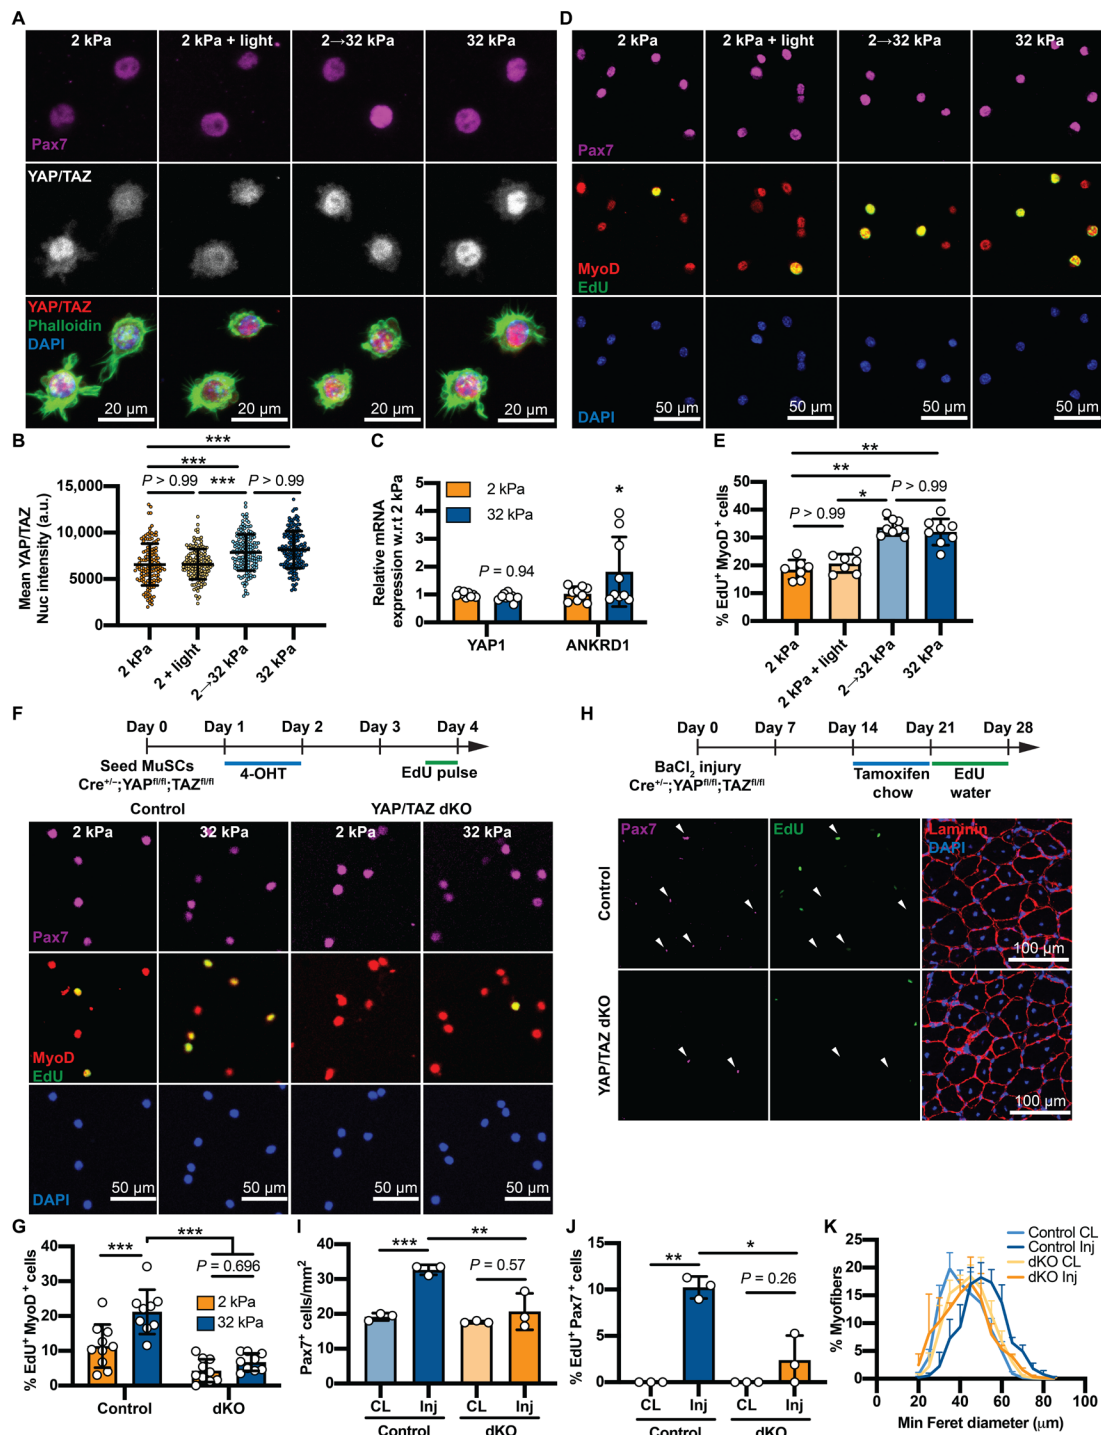 A
2 kPa
2 kPa + light
2→32 kPa
32 kPa
Pax7
YAP/TAZ
YAP/TAZ
Phalloidin
DAPI
20 µm
20 µm
20 µm
20 µm
D
2 kPa
2 kPa + light
2→32 kPa
32 kPa
Pax7
MyoD
EdU
DAPI
50 µm
50 µm
50 µm
50 µm
B
***
***
P > 0.99
***
P > 0.99
15,000
10,000
5000
0
Mean YAP/TAZ
Nuc intensity (a.u.)
2 kPa
2 + light
2→32 kPa
32 kPa
C
5
4
3
2
1
0
Relative mRNA
expression w.r.t 2 kPa
2 kPa
32 kPa
P = 0.94
*
YAP1
ANKRD1
E
**
**
*
P > 0.99
P > 0.99
50
40
30
20
10
0
% EdU+ MyoD+ cells
2 kPa
2 kPa + light
2→32 kPa
32 kPa
F
Day 0
Day 1
Day 2
Day 3
Day 4
Seed MuSCs
Cre+/−;YAPfl/fl;TAZfl/fl
4-OHT
EdU pulse
Control
YAP/TAZ dKO
2 kPa
32 kPa
2 kPa
32 kPa
Pax7
MyoD
EdU
DAPI
50 µm
50 µm
50 µm
50 µm
H
Day 0
Day 7
Day 14
Day 21
Day 28
BaCl2 injury
Cre+/−;YAPfl/fl;TAZfl/fl
Tamoxifen
chow
EdU
water
Pax7
EdU
Laminin
DAPI
Control
100 µm
YAP/TAZ dKO
100 µm
G
***
***
P = 0.696
40
30
20
10
0
% EdU+ MyoD+ cells
2 kPa
32 kPa
Control
dKO
I
**
***
P = 0.57
40
30
20
10
0
Pax7+ cells/mm2
CL
Inj
CL
Inj
Control
dKO
J
*
**
P = 0.26
15
10
5
0
% EdU+ Pax7+ cells
CL
Inj
CL
Inj
Control
dKO
K
Control CL
Control Inj
dKO CL
dKO Inj
25
20
15
10
5
0
% Myofibers
0
20
40
60
80
100
Min Feret diameter (µm)